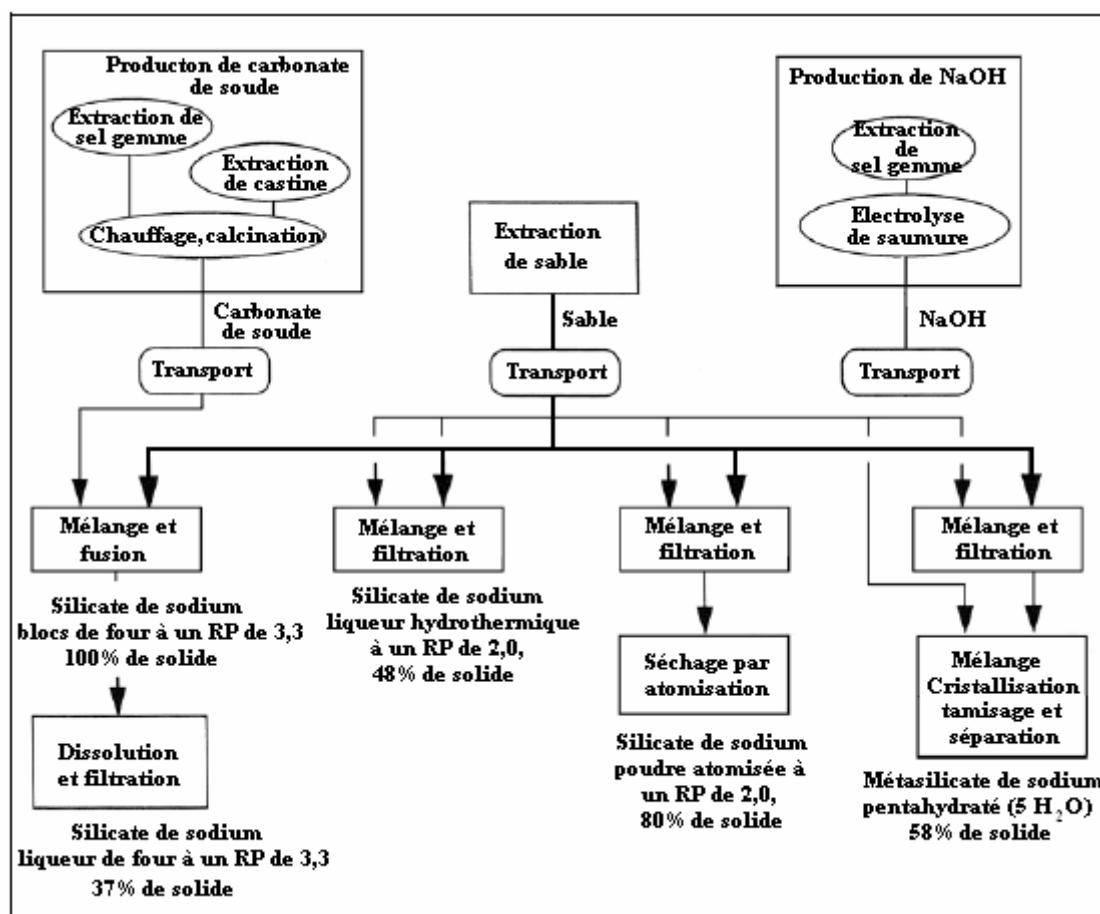 Producton de carbonate
de soude
Extraction de
sel gemme
Extraction
de castine
Chauffage, calcination
Carbonate
de soude
Transport
Extraction
de sable
Sable
Transport
Production de NaOH
Extraction
de
sel gemme
Electrolyse
de saumure
NaOH
Transport
Mélange et
fusion
Silicate de sodium
blocs de four à un RP de 3,3
100% de solide
Dissolution
et filtration
Silicate de sodium
liqueur de four à un RP de 3,3
37% de solide
Mélange et
filtration
Silicate de sodium
liqueur hydrothermique
à un RP de 2,0,
48% de solide
Mélange et
filtration
Séchage par
atomisation
Silicate de sodium
poudre atomisée à
un RP de 2,0,
80% de solide
Mélange et
filtration
Mélange
Cristallisation
tamisage et
séparation
Métasilicate de sodium
pentahydraté (5 H₂O)
58% de solide